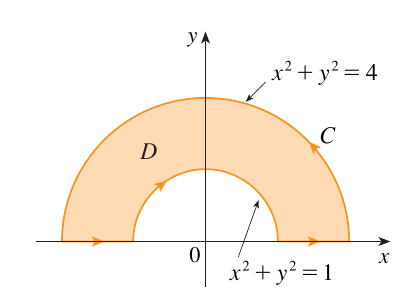 y
x² + y² = 4
C
D
0
x
x² + y² = 1